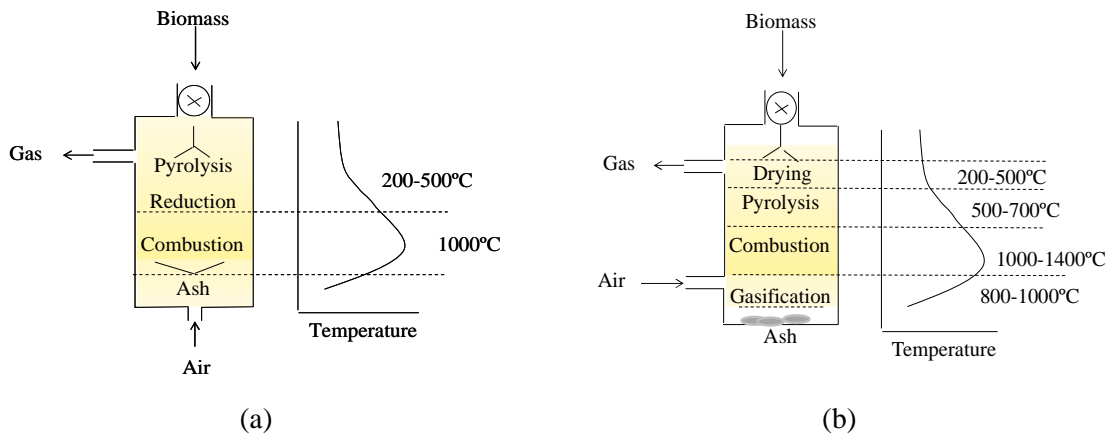 Biomass
Gas
Pyrolysis
Reduction
Combustion
Ash
Air
200-500ºC
1000ºC
Temperature
(a)
Biomass
Gas
Drying
Pyrolysis
Combustion
Air
Gasification
Ash
200-500ºC
500-700ºC
1000-1400ºC
800-1000ºC
Temperature
(b)